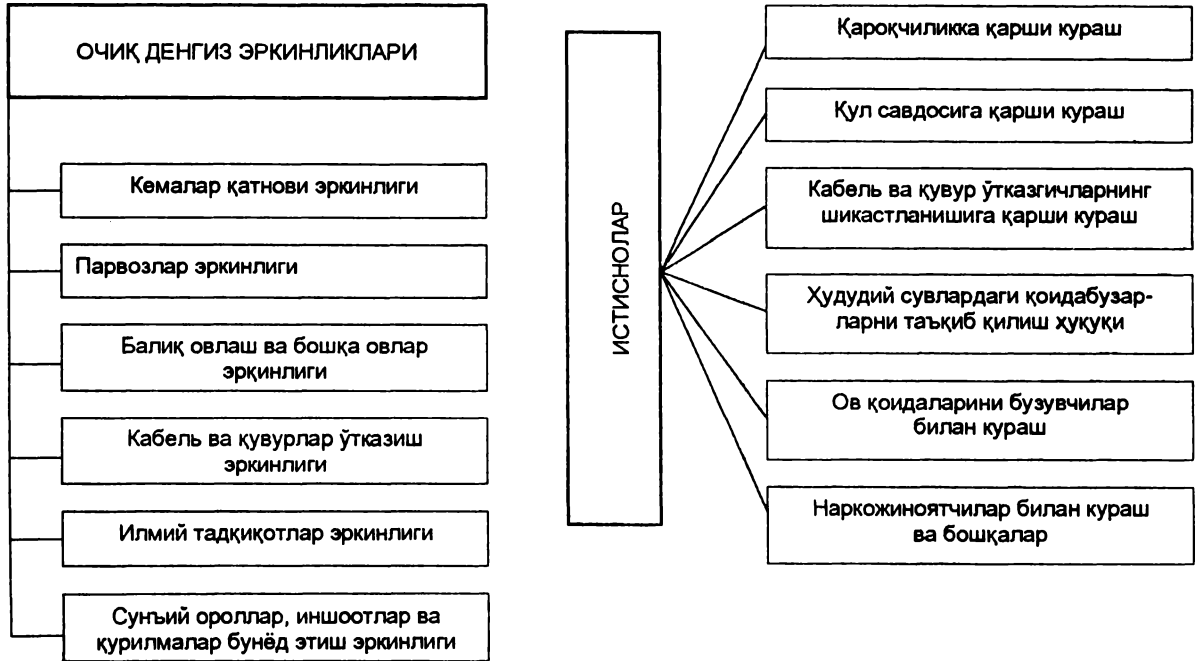 ОЧИҚ ДЕНГИЗ ЭРКИНЛИКЛАРИ
Кемалар қатнови эркинлиги
Парвозлар эркинлиги
Балиқ овлаш ва бошқа овлар
эрқинлиги
Кабель ва қувурлар ўтказиш
эркинлиги
Илмий тадқиқотлар эркинлиги
Сунъий ороллар, иншоотлар ва
қурилмалар бунёд этиш эркинлиги
ИСТИСНОЛАР
Қароқчиликка қарши кураш
Қул савдосига қарши кураш
Кабель ва қувур ўтказгичларнинг
шикастланишига қарши кураш
Ҳудудий сувлардаги қоидабузар-
ларни таъқиб қилиш ҳуқуқи
Ов қоидаларини бузувчилар
билан кураш
Наркожиноятчилар билан кураш
ва бошқалар